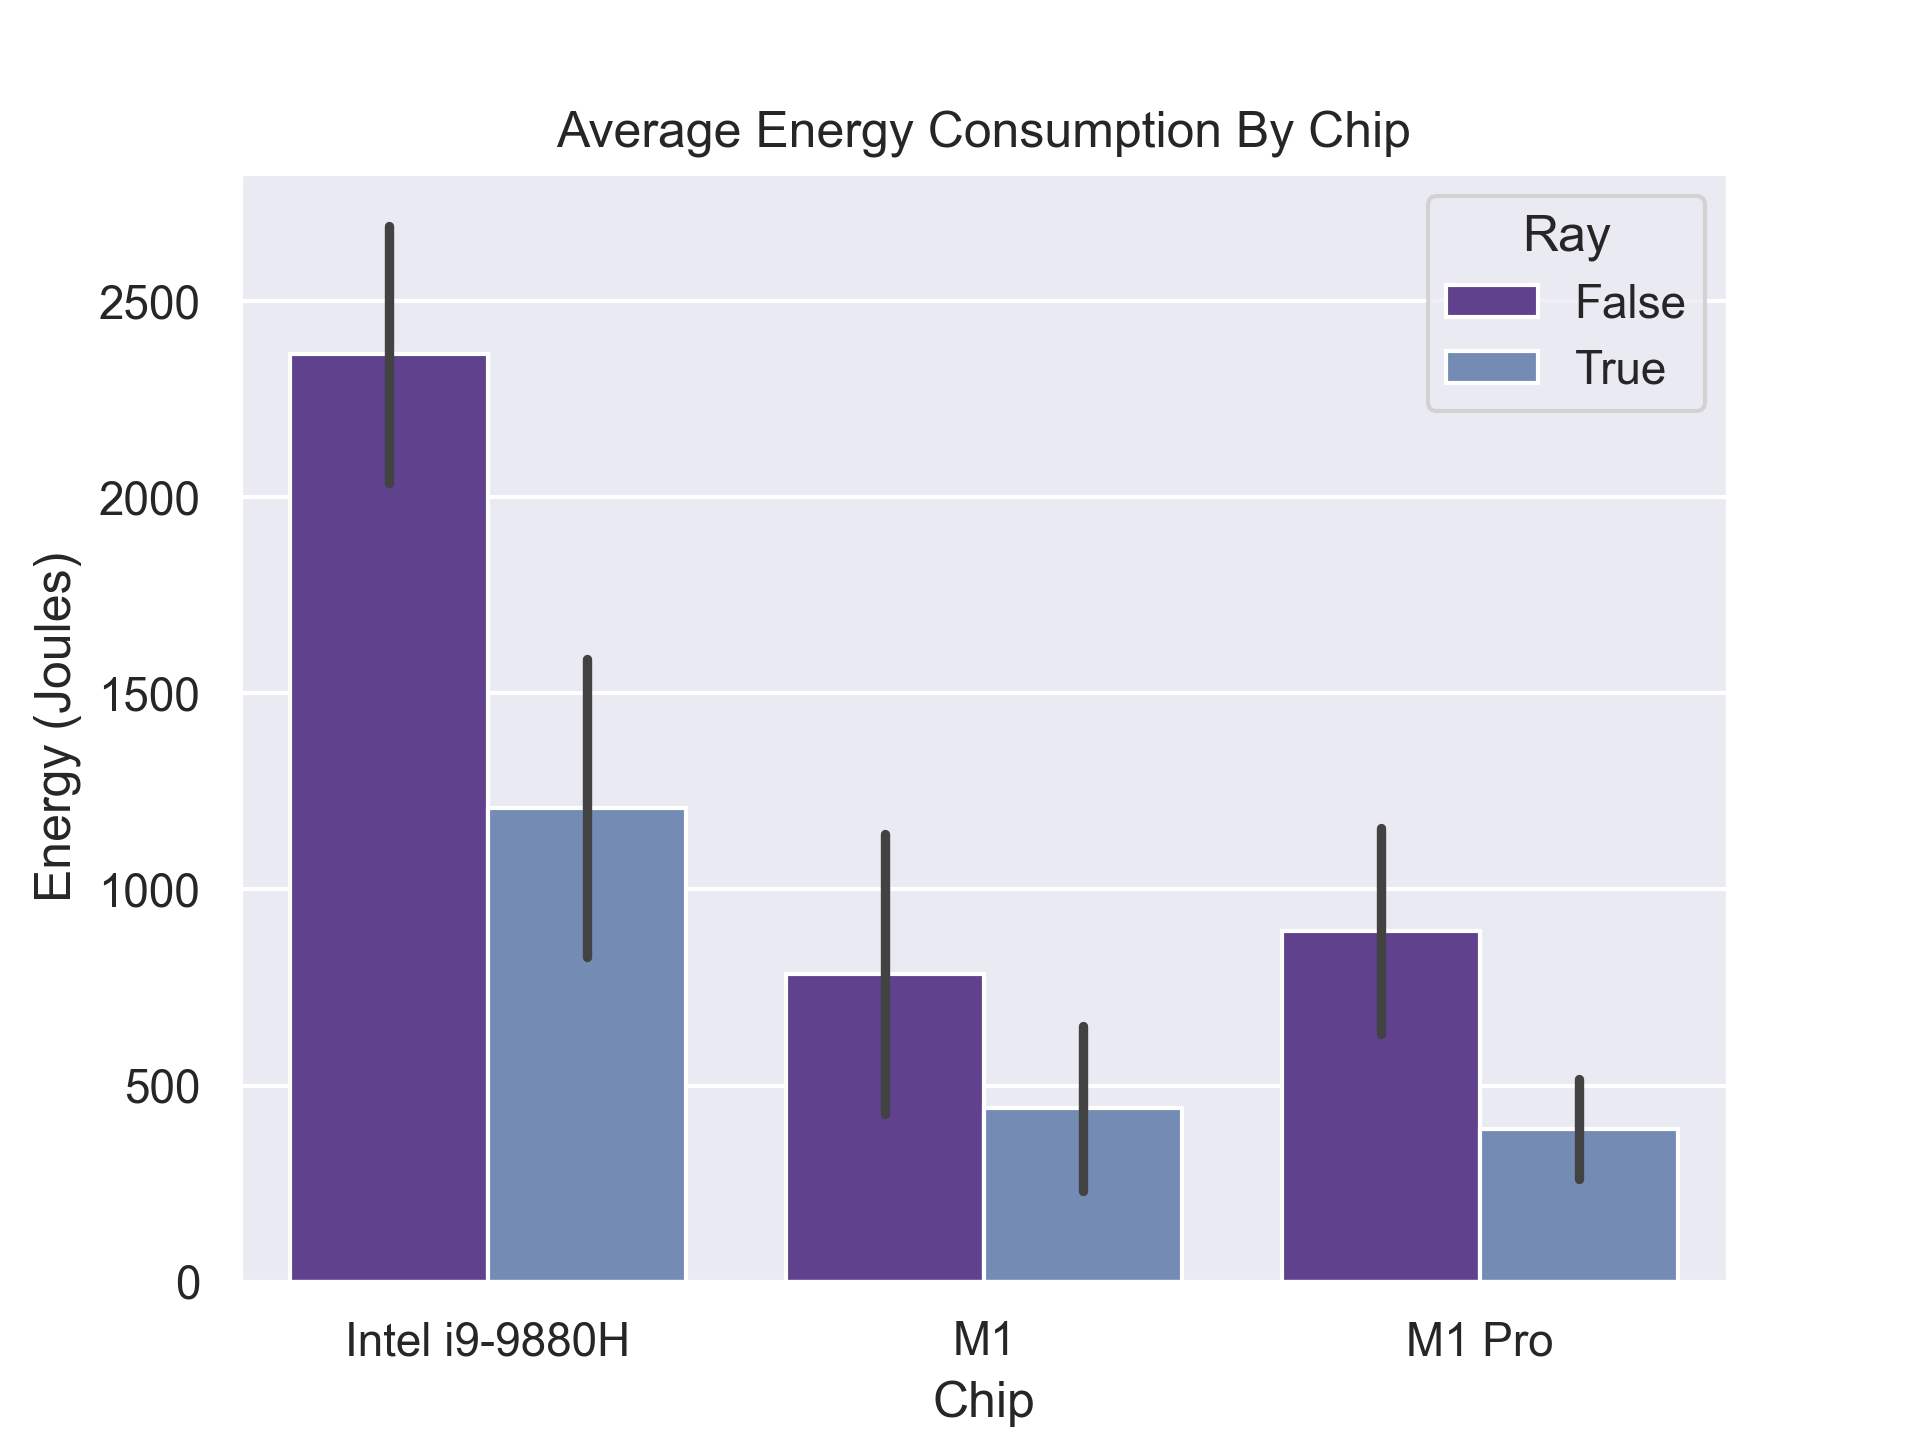 Average Energy Consumption By Chip
Ray
False
True
2500
2000
1500
1000
500
0
Energy (Joules)
Intel i9-9880H
M1
M1 Pro
Chip